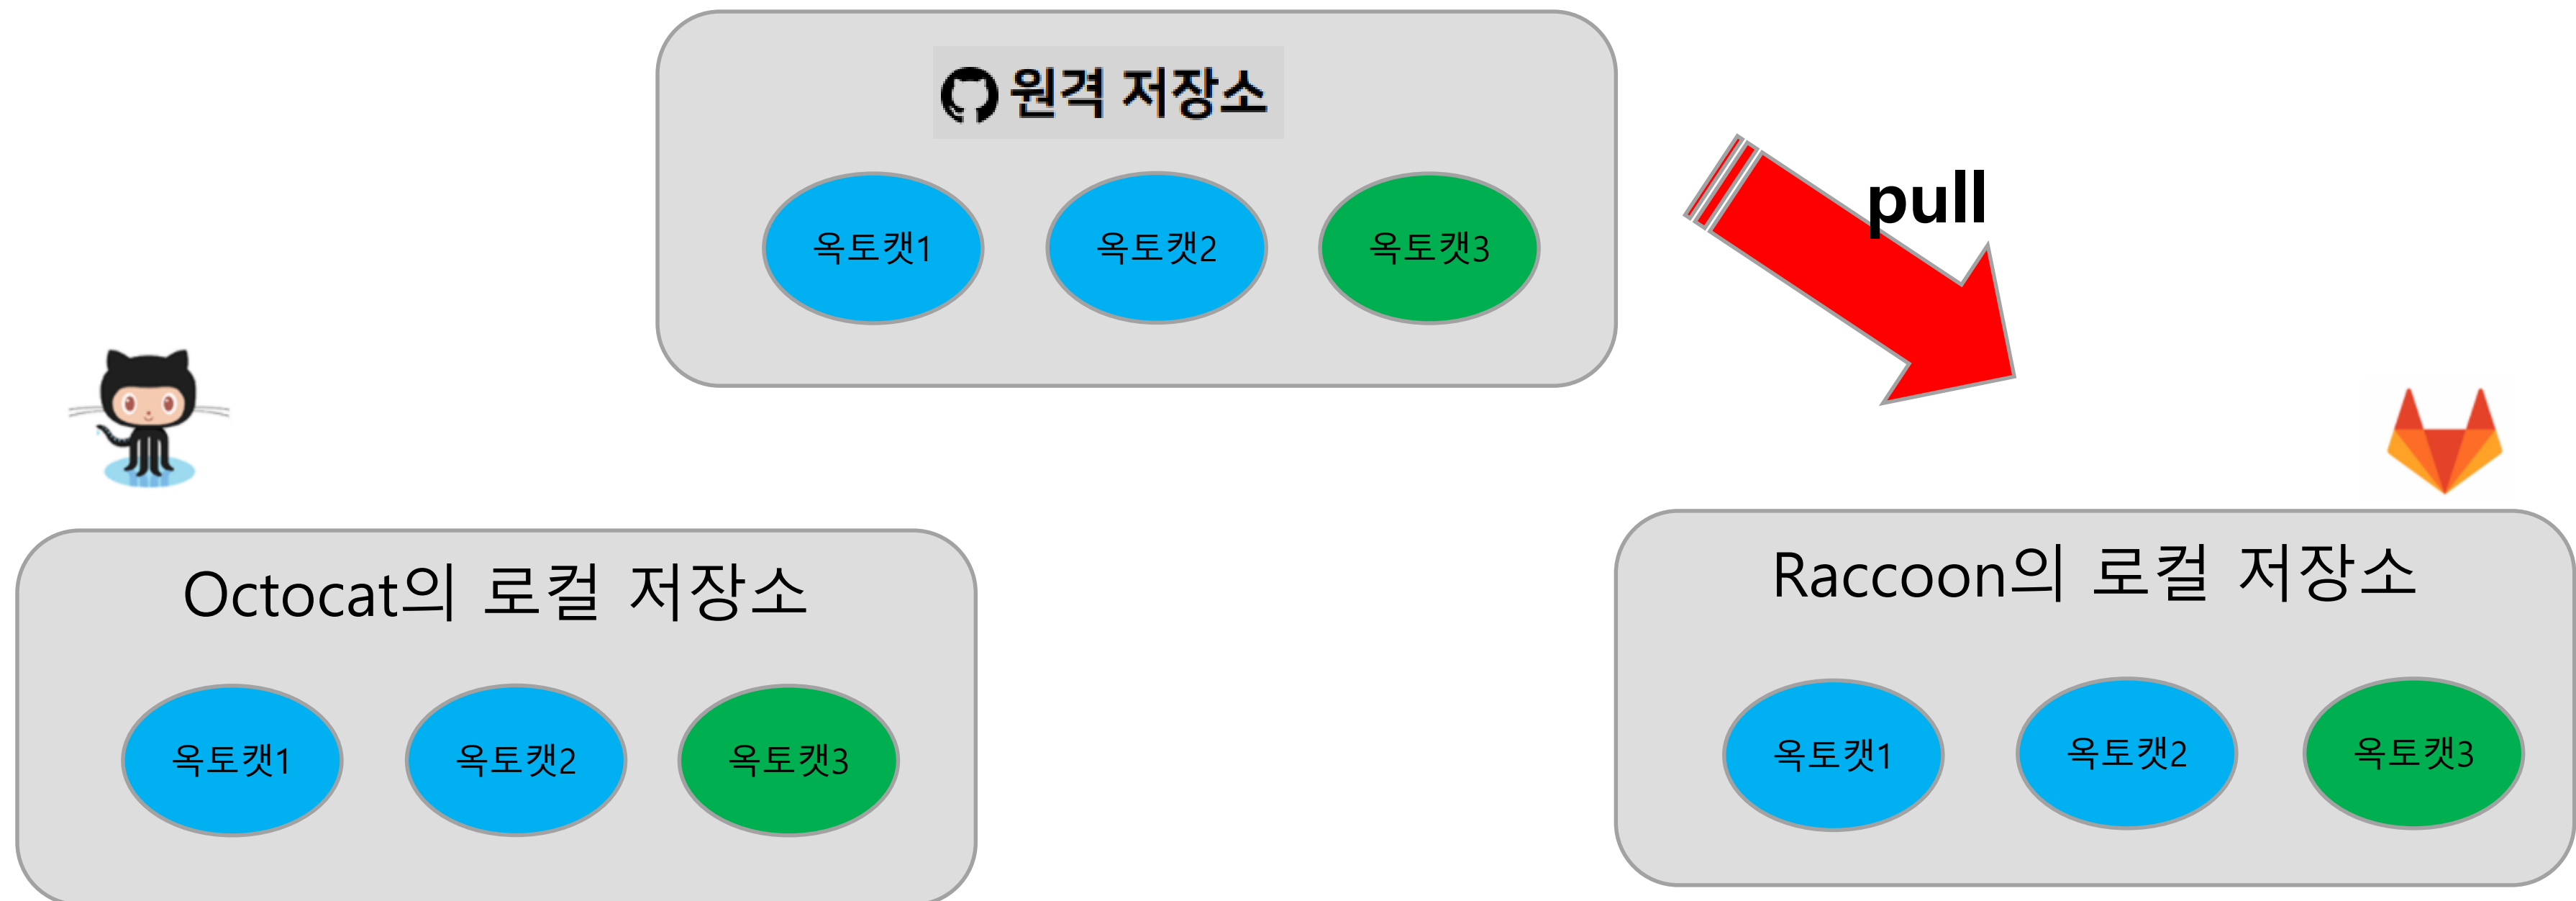 원격 저장소
옥토캣1
옥토캣2
옥토캣3
pull
Octocat의 로컬 저장소
옥토캣1
옥토캣2
옥토캣3
Raccoon의 로컬 저장소
옥토캣1
옥토캣2
옥토캣3